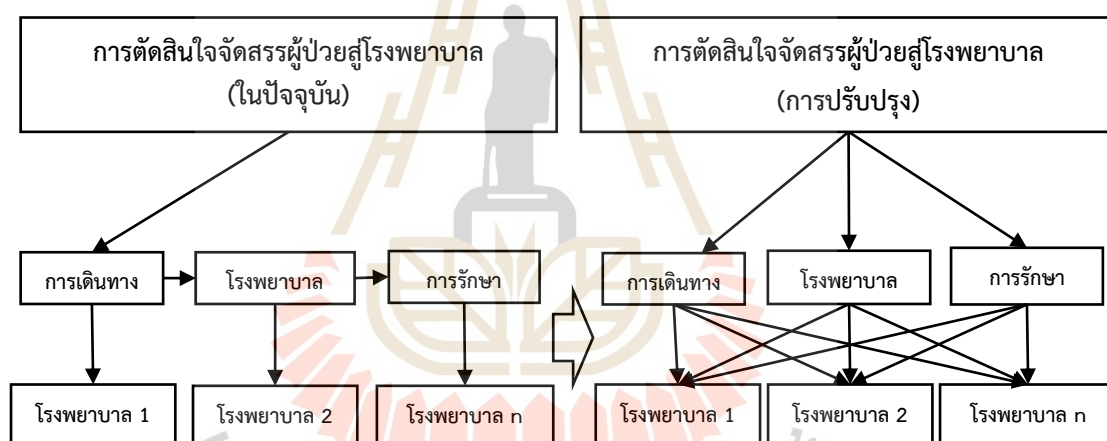 การตัดสินใจจัดสรรผู้ป่วยสู่โรงพยาบาล
(ในปัจจุบัน)
การตัดสินใจจัดสรรผู้ป่วยสู่โรงพยาบาล
(การปรับปรุง)
การเดินทาง
โรงพยาบาล
การรักษา
การเดินทาง
โรงพยาบาล
การรักษา
โรงพยาบาล 1
โรงพยาบาล 2
โรงพยาบาล n
โรงพยาบาล 1
โรงพยาบาล 2
โรงพยาบาล n